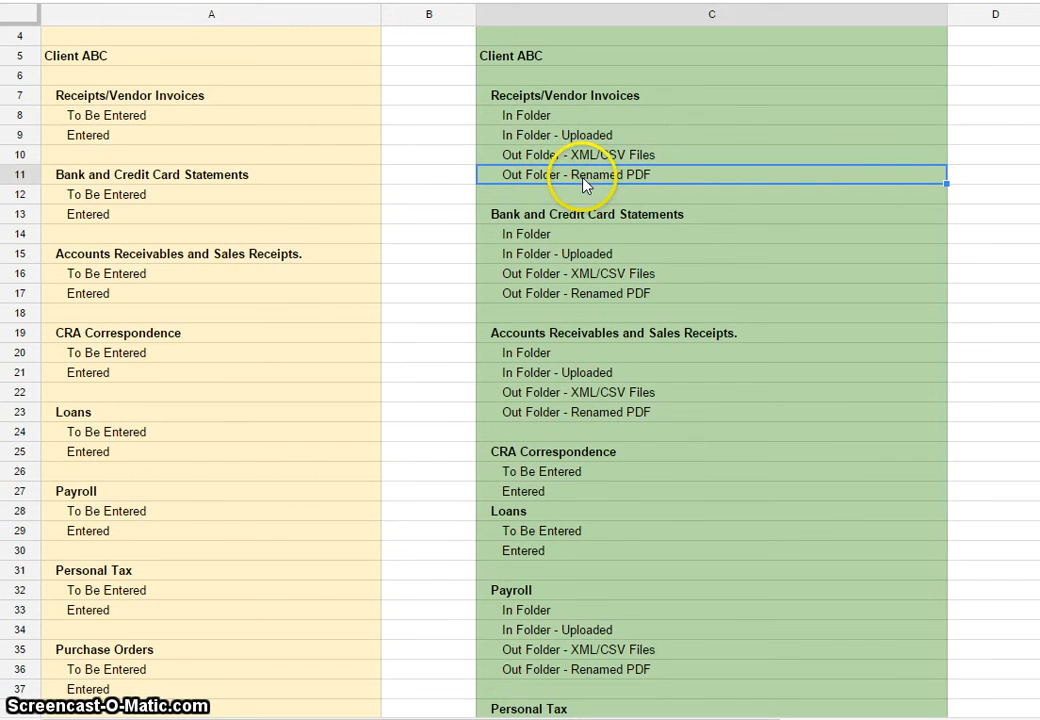 A B C D
4
5 Client ABC Client ABC
6
7 Receipts/Vendor Invoices Receipts/Vendor Invoices
8 To Be Entered In Folder
9 Entered In Folder - Uploaded
10 Out Folder - XML/CSV Files
11 Bank and Credit Card Statements Out Folder - Renamed PDF
12 To Be Entered
13 Entered Bank and Credit Card Statements
14 In Folder
15 Accounts Receivables and Sales Receipts. In Folder - Uploaded
16 To Be Entered Out Folder - XML/CSV Files
17 Entered Out Folder - Renamed PDF
18
19 CRA Correspondence Accounts Receivables and Sales Receipts.
20 To Be Entered In Folder
21 Entered In Folder - Uploaded
22 Out Folder - XML/CSV Files
23 Loans Out Folder - Renamed PDF
24 To Be Entered
25 Entered CRA Correspondence
26 To Be Entered
27 Payroll Entered
28 To Be Entered Loans
29 Entered To Be Entered
30 Entered
31 Personal Tax
32 To Be Entered Payroll
33 Entered In Folder
34 In Folder - Uploaded
35 Purchase Orders Out Folder - XML/CSV Files
36 To Be Entered Out Folder - Renamed PDF
37 Entered
Personal Tax
Screencast-O-Matic.com